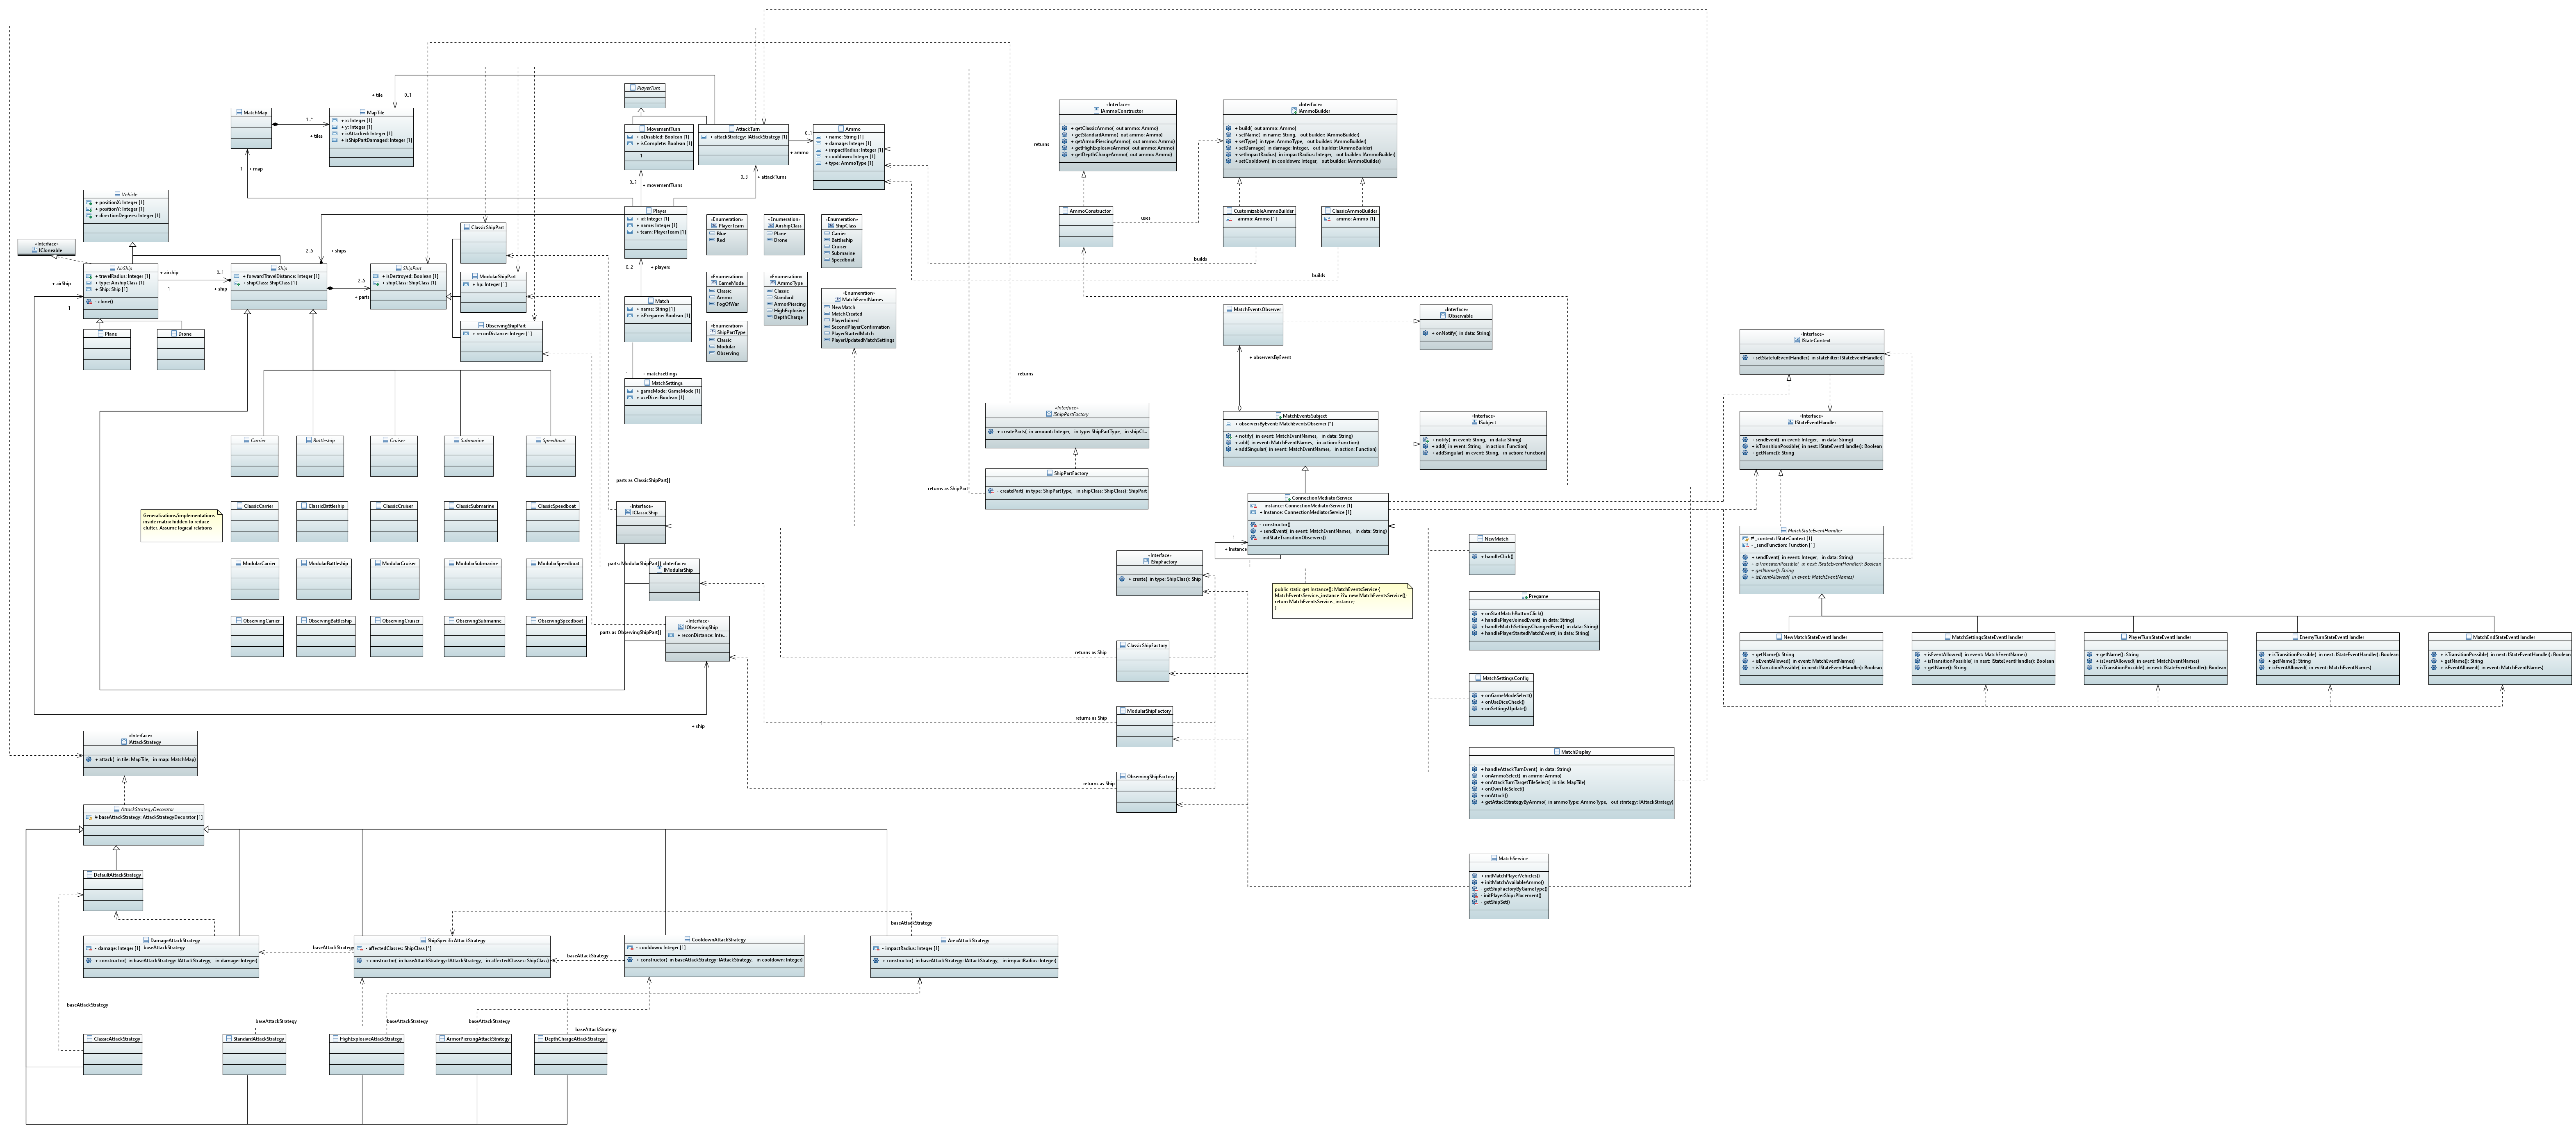 PlayerTurn
MatchMap
MapTile
+ x: Integer [1]
+ y: Integer [1]
+ isAttacked: Integer [1]
+ isShipPartDamaged: Integer [1]
+ tile
0..1
1..*
+ tiles
MovementTurn
+ isDisabled: Boolean [1]
+ isComplete: Boolean [1]
1
AttackTurn
+ attackStrategy: IAttackStrategy [1]
Ammo
+ name: String [1]
+ damage: Integer [1]
+ impactRadius: Integer [1]
+ cooldown: Integer [1]
+ type: AmmoType [1]
0..1
+ ammo
«Interface»
IAmmoConstructor
+ getClassicAmmo( out ammo: Ammo)
+ getStandardAmmo( out ammo: Ammo)
+ getArmorPiercingAmmo( out ammo: Ammo)
+ getHighExplosiveAmmo( out ammo: Ammo)
+ getDepthChargeAmmo( out ammo: Ammo)
returns
«Interface»
IAmmoBuilder
+ build( out ammo: Ammo)
+ setName( in name: String, out builder: IAmmoBuilder)
+ setType( in type: AmmoType, out builder: IAmmoBuilder)
+ setDamage( in damage: Integer, out builder: IAmmoBuilder)
+ setImpactRadius( in impactRadius: Integer, out builder: IAmmoBuilder)
+ setCooldown( in cooldown: Integer, out builder: IAmmoBuilder)
1
+ map
0..3
+ movementTurns
0..3
+ attackTurns
Vehicle
+ positionX: Integer [1]
+ positionY: Integer [1]
+ directionDegrees: Integer [1]
Player
+ id: Integer [1]
+ name: Integer [1]
+ team: PlayerTeam [1]
«Enumeration»
PlayerTeam
Blue
Red
«Enumeration»
AirshipClass
Plane
Drone
«Enumeration»
ShipClass
Carrier
Battleship
Cruiser
Submarine
Speedboat
AmmoConstructor
uses
CustomizableAmmoBuilder
- ammo: Ammo [1]
ClassicAmmoBuilder
- ammo: Ammo [1]
builds
builds
«Interface»
ICloneable
ClassicShipPart
2..5
+ ships
AirShip
+ travelRadius: Integer [1]
+ type: AirshipClass [1]
+ Ship: Ship [1]
- clone()
+ airship
1
0..1
+ ship
Ship
+ forwardTravelDistance: Integer [1]
+ shipClass: ShipClass [1]
2..5
+ parts
ShipPart
+ isDestroyed: Boolean [1]
+ shipClass: ShipClass [1]
ModularShipPart
+ hp: Integer [1]
0..2
+ players
+ airShip
1
«Enumeration»
GameMode
Classic
Ammo
FogOfWar
«Enumeration»
AmmoType
Classic
Standard
ArmorPiercing
HighExplosive
DepthCharge
«Enumeration»
MatchEventNames
NewMatch
MatchCreated
PlayerJoined
SecondPlayerConfirmation
PlayerStartedMatch
PlayerUpdatedMatchSettings
Match
+ name: String [1]
+ isPregame: Boolean [1]
ObservingShipPart
+ reconDistance: Integer [1]
«Enumeration»
ShipPartType
Classic
Modular
Observing
Plane
Drone
MatchEventsObserver
«Interface»
IObservable
+ onNotify( in data: String)
+ observersByEvent
«Interface»
IStateContext
+ setStatefulEventHandler( in stateFilter: IStateEventHandler)
1
+ matchsettings
MatchSettings
+ gameMode: GameMode [1]
+ useDice: Boolean [1]
returns
«Interface»
IShipPartFactory
+ createParts( in amount: Integer, in type: ShipPartType, in shipCl...
MatchEventsSubject
+ observersByEvent: MatchEventsObserver [*]
+ notify( in event: MatchEventNames, in data: String)
+ add( in event: MatchEventNames, in action: Function)
+ addSingular( in event: MatchEventNames, in action: Function)
«Interface»
ISubject
+ notify( in event: String, in data: String)
+ add( in event: String, in action: Function)
+ addSingular( in event: String, in action: Function)
«Interface»
IStateEventHandler
+ sendEvent( in event: Integer, in data: String)
+ isTransitionPossible( in next: IStateEventHandler): Boolean
+ getName(): String
Carrier
Battleship
Cruiser
Submarine
Speedboat
ShipPartFactory
- createPart( in type: ShipPartType, in shipClass: ShipClass): ShipPart
returns as ShipPart
parts as ClassicShipPart[]
ConnectionMediatorService
- _instance: ConnectionMediatorService [1]
+ Instance: ConnectionMediatorService [1]
- constructor()
+ sendEvent( in event: MatchEventNames, in data: String)
- initStateTransitionObservers()
1
+ Instance
Generalizations/implementations
inside matrix hidden to reduce
clutter. Assume logical relations
ClassicCarrier
ClassicBattleship
ClassicCruiser
ClassicSubmarine
ClassicSpeedboat
«Interface»
IClassicShip
MatchStateEventHandler
# _context: IStateContext [1]
- _sendFunction: Function [1]
+ sendEvent( in event: Integer, in data: String)
+ isTransitionPossible( in next: IStateEventHandler): Boolean
+ getName(): String
+ isEventAllowed( in event: MatchEventNames)
NewMatch
+ handleClick()
ModularCarrier
ModularBattleship
ModularCruiser
ModularSubmarine
ModularSpeedboat
parts: ModularShipPart[]
«Interface»
IModularShip
«Interface»
IShipFactory
+ create( in type: ShipClass): Ship
public static get Instance(): MatchEventsService {
MatchEventsService._instance ??= new MatchEventsService();
return MatchEventsService._instance;
}
Pregame
+ onStartMatchButtonClick()
+ handlePlayerJoinedEvent( in data: String)
+ handleMatchSettingsChangedEvent( in data: String)
+ handlePlayerStartedMatchEvent( in data: String)
ObservingCarrier
ObservingBattleship
ObservingCruiser
ObservingSubmarine
ObservingSpeedboat
parts as ObservingShipPart[]
«Interface»
IObservingShip
+ reconDistance: Inte...
NewMatchStateEventHandler
+ getName(): String
+ isEventAllowed( in event: MatchEventNames)
+ isTransitionPossible( in next: IStateEventHandler): Boolean
MatchSettingsStateEventHandler
+ isEventAllowed( in event: MatchEventNames)
+ isTransitionPossible( in next: IStateEventHandler): Boolean
+ getName(): String
PlayerTurnStateEventHandler
+ getName(): String
+ isEventAllowed( in event: MatchEventNames)
+ isTransitionPossible( in next: IStateEventHandler): Boolean
EnemyTurnStateEventHandler
+ isTransitionPossible( in next: IStateEventHandler): Boolean
+ getName(): String
+ isEventAllowed( in event: MatchEventNames)
MatchEndStateEventHandler
+ isTransitionPossible( in next: IStateEventHandler): Boolean
+ getName(): String
+ isEventAllowed( in event: MatchEventNames)
returns as Ship
ClassicShipFactory
MatchSettingsConfig
+ onGameModeSelect()
+ onUseDiceCheck()
+ onSettingsUpdate()
1
returns as Ship
ModularShipFactory
+ ship
«Interface»
IAttackStrategy
+ attack( in tile: MapTile, in map: MatchMap)
returns as Ship
ObservingShipFactory
MatchDisplay
+ handleAttackTurnEvent( in data: String)
+ onAmmoSelect( in ammo: Ammo)
+ onAttackTurnTargetTileSelect( in tile: MapTile)
+ onOwnTileSelect()
+ onAttack()
+ getAttackStrategyByAmmo( in ammoType: AmmoType, out strategy: IAttackStrategy)
AttackStrategyDecorator
# baseAttackStrategy: AttackStrategyDecorator [1]
MatchService
+ initMatchPlayerVehicles()
+ initMatchAvailableAmmo()
- getShipFactoryByGameType()
- initPlayerShipsPlacement()
- getShipSet()
DefaultAttackStrategy
baseAttackStrategy
DamageAttackStrategy
- damage: Integer [1]
baseAttackStrategy
+ constructor( in baseAttackStrategy: IAttackStrategy, in damage: Integer)
baseAttackStrategy
ShipSpecificAttackStrategy
- affectedClasses: ShipClass [*]
+ constructor( in baseAttackStrategy: IAttackStrategy, in affectedClasses: ShipClass)
baseAttackStrategy
CooldownAttackStrategy
- cooldown: Integer [1]
+ constructor( in baseAttackStrategy: IAttackStrategy, in cooldown: Integer)
AreaAttackStrategy
- impactRadius: Integer [1]
+ constructor( in baseAttackStrategy: IAttackStrategy, in impactRadius: Integer)
baseAttackStrategy
baseAttackStrategy
baseAttackStrategy
baseAttackStrategy
baseAttackStrategy
ClassicAttackStrategy
StandardAttackStrategy
HighExplosiveAttackStrategy
ArmorPiercingAttackStrategy
DepthChargeAttackStrategy